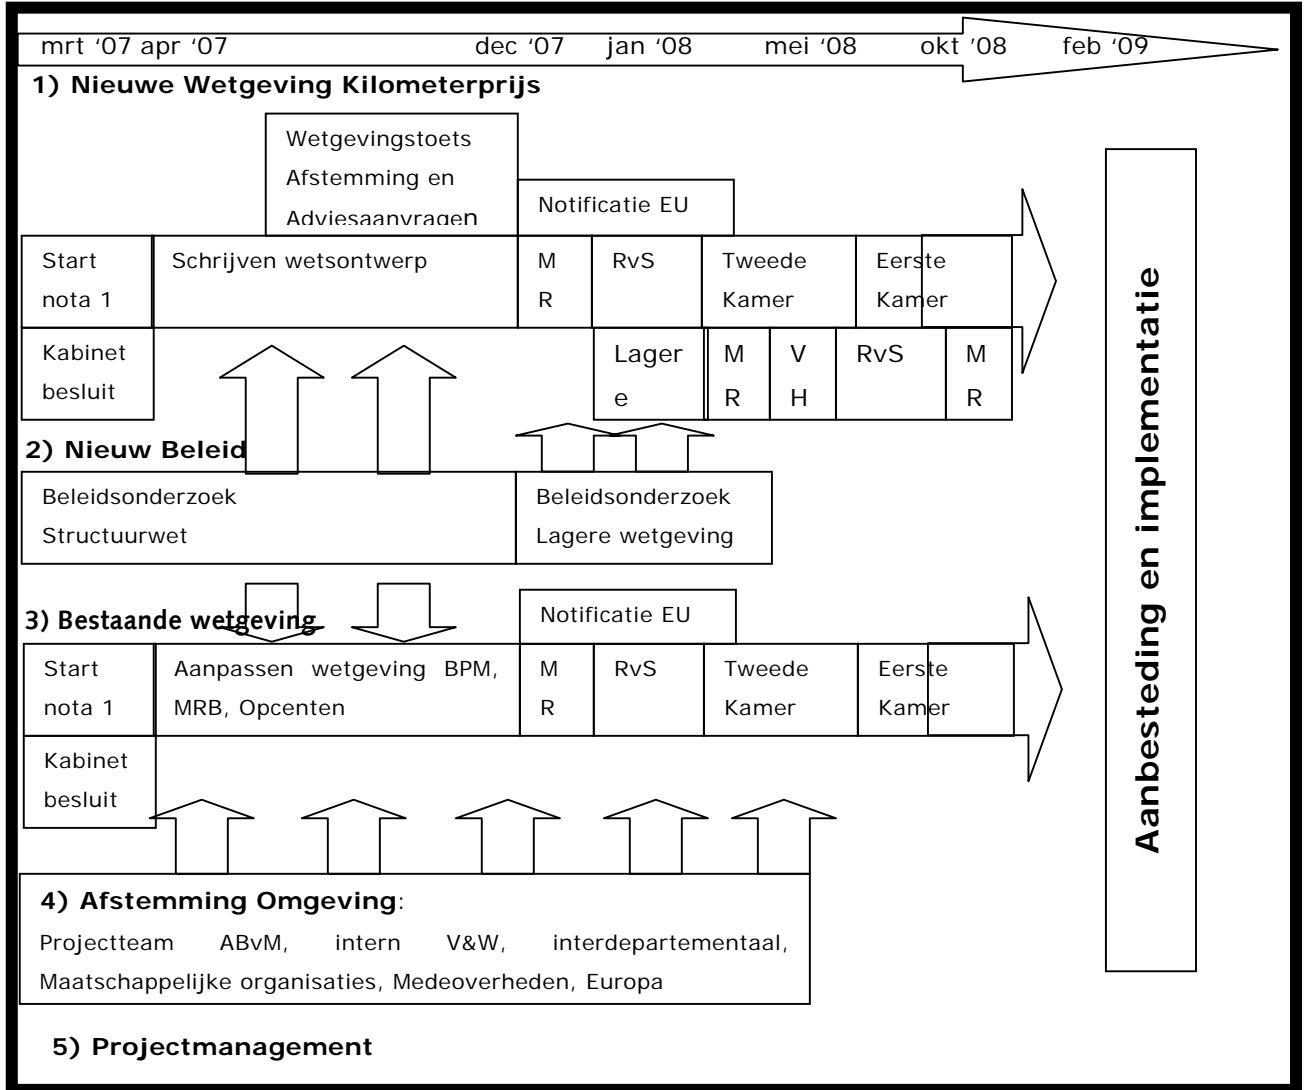 mrt ‘07 apr ‘07 dec ‘07 jan ‘08 mei ‘08 okt ‘08 feb ‘09
1) Nieuwe Wetgeving Kilometerprijs
Wetgevingstoets
Afstemming en
Adviesaanvragen
Notificatie EU
Start
nota 1
Schrijven wetsontwerp
M
R
RvS
Tweede
Kamer
Eerste
Kamer
Kabinet
besluit
Lager
e
M
R
V
H
RvS
M
R
2) Nieuw Beleid
Beleidsonderzoek
Structuurwet
Beleidsonderzoek
Lagere wetgeving
3) Bestaande wetgeving
Notificatie EU
Start
nota 1
Aanpassen wetgeving BPM,
MRB, Opcenten
M
R
RvS
Tweede
Kamer
Eerste
Kamer
Kabinet
besluit
4) Afstemming Omgeving:
Projectteam ABvM, intern V&W, interdepartementaal,
Maatschappelijke organisaties, Medeoverheden, Europa
5) Projectmanagement
Aanbesteding en implementatie